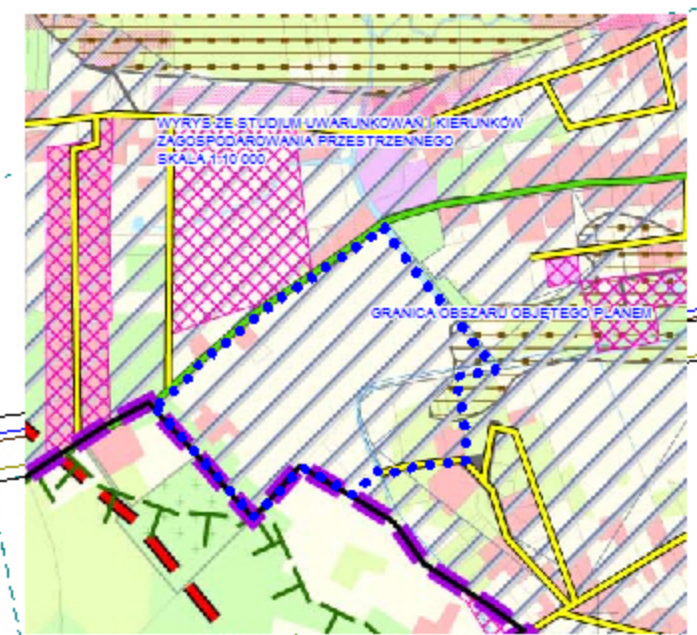 WYRYS ZE STUDIUM UWARUNKOWAŃ I KIERUNKÓW
ZAGOSPODAROWANIA PRZESTRZENNEGO
SKALA 1:10 000
GRANICA OBSZARU OBJĘTEGO PLANEM